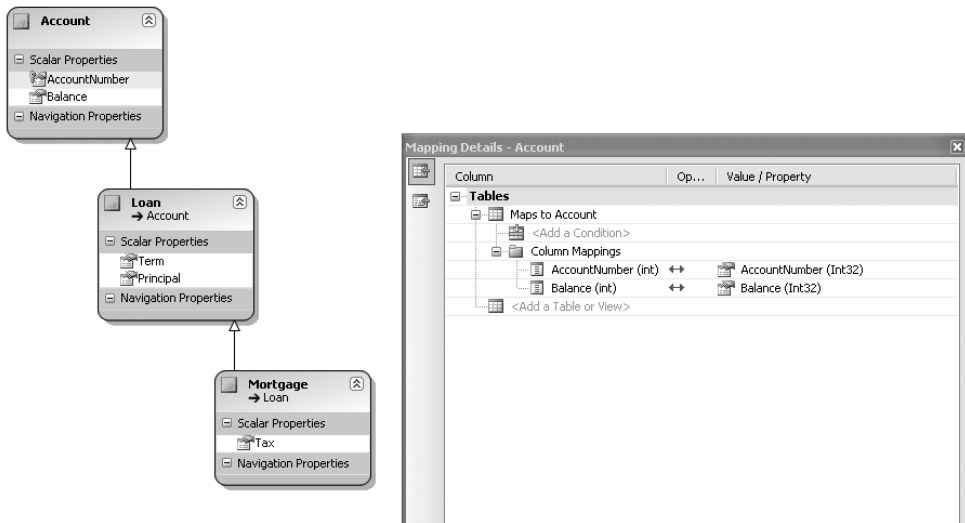 Account
Scalar Properties
AccountNumber
Balance
Navigation Properties
Loan
Account
Scalar Properties
Term
Principal
Navigation Properties
Mortgage
Loan
Scalar Properties
Tax
Navigation Properties
Mapping Details - Account
Column Op... Value / Property
Tables
Maps to Account
<Add a Condition>
Column Mappings
AccountNumber (int) AccountNumber (Int32)
Balance (int) Balance (Int32)
<Add a Table or View>